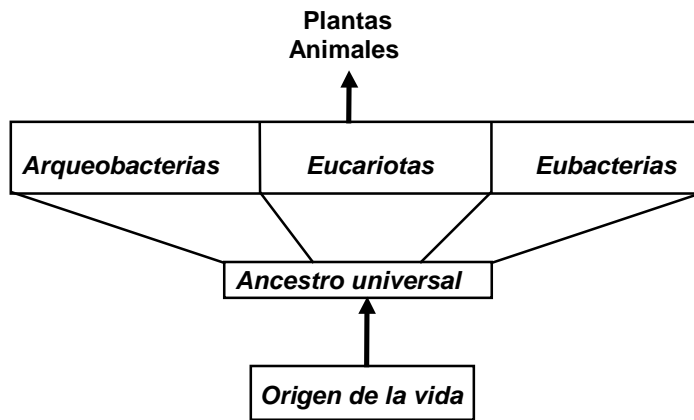 Plantas
Animales
Arqueobacterias Eucariotas Eubacterias
Ancestro universal
Origen de la vida